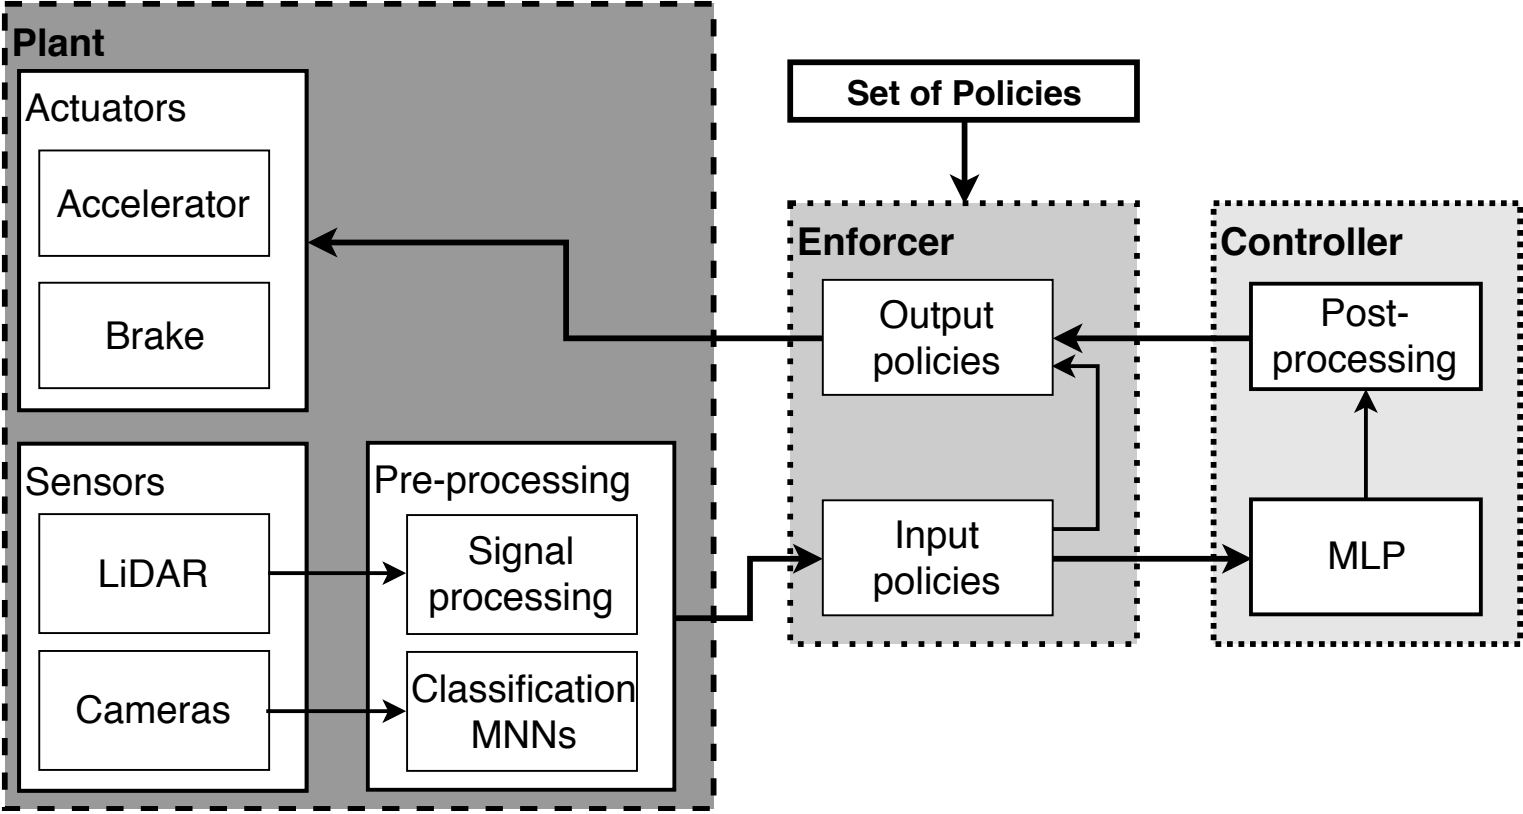 Plant
Actuators
Accelerator
Brake
Sensors
LiDAR
Cameras
Pre-processing
Signal
processing
Classification
MNNs
Set of Policies
Enforcer
Output
policies
Input
policies
Controller
Post-
processing
MLP